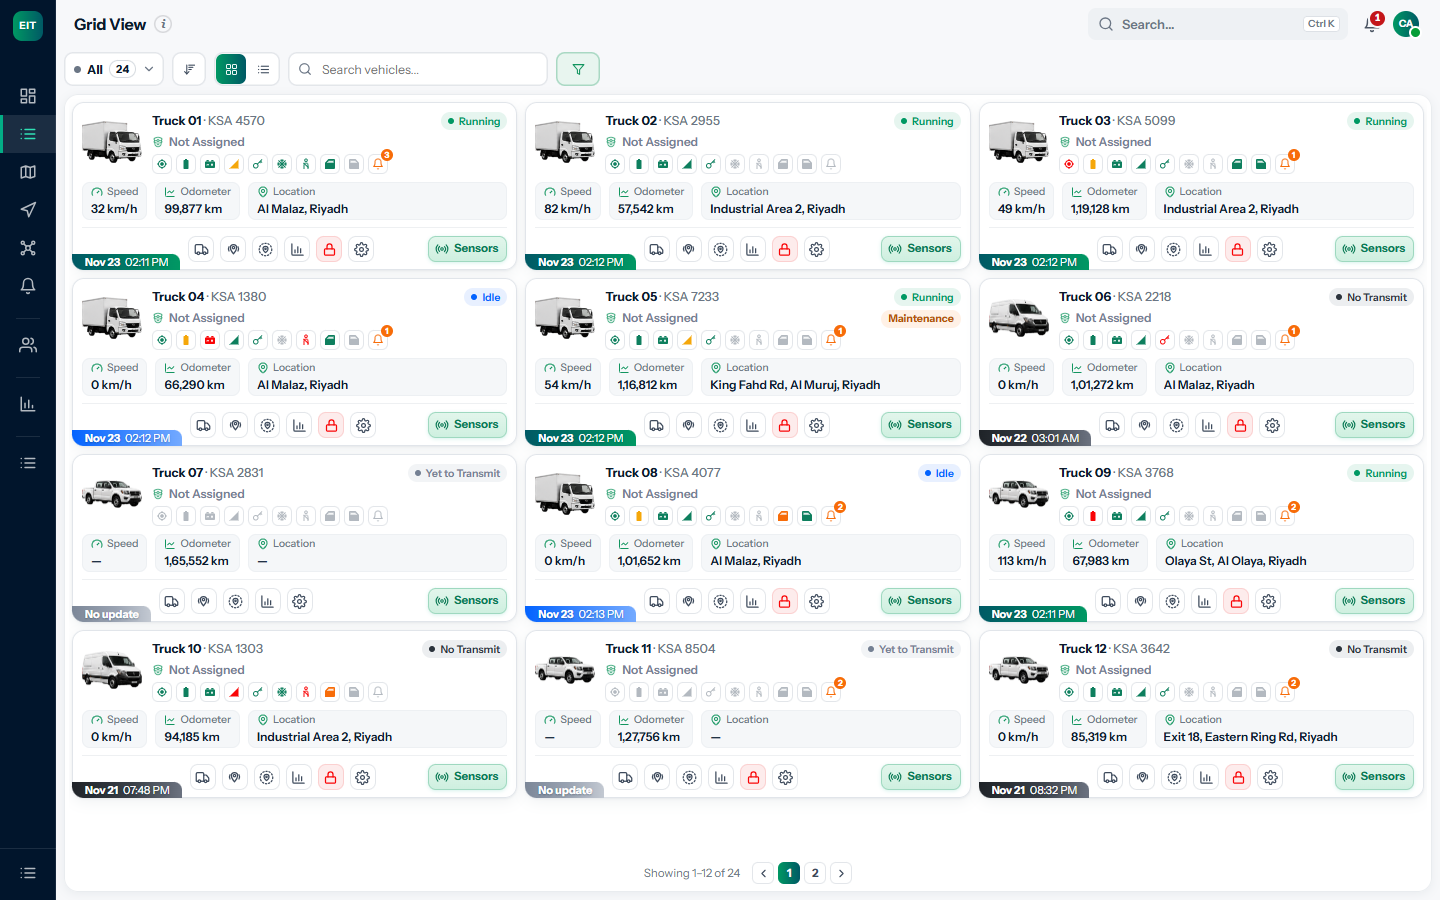 EIT
Grid View
Search...
Ctrl K
1
CA
All 24
Search vehicles...
Truck 01 · KSA 4570
Running
Not Assigned
3
Speed
32 km/h
Odometer
99,877 km
Location
Al Malaz, Riyadh
Nov 23 02:11 PM
Sensors
Truck 02 · KSA 2955
Running
Not Assigned
Speed
82 km/h
Odometer
57,542 km
Location
Industrial Area 2, Riyadh
Nov 23 02:12 PM
Sensors
Truck 03 · KSA 5099
Running
Not Assigned
1
Speed
49 km/h
Odometer
1,19,128 km
Location
Industrial Area 2, Riyadh
Nov 23 02:12 PM
Sensors
Truck 04 · KSA 1380
Idle
Not Assigned
1
Speed
0 km/h
Odometer
66,290 km
Location
Al Malaz, Riyadh
Nov 23 02:12 PM
Sensors
Truck 05 · KSA 7233
Running
Not Assigned
Maintenance
1
Speed
54 km/h
Odometer
1,16,812 km
Location
King Fahd Rd, Al Muruj, Riyadh
Nov 23 02:12 PM
Sensors
Truck 06 · KSA 2218
No Transmit
Not Assigned
1
Speed
0 km/h
Odometer
1,01,272 km
Location
Al Malaz, Riyadh
Nov 22 03:01 AM
Sensors
Truck 07 · KSA 2831
Yet to Transmit
Not Assigned
Speed
—
Odometer
1,65,552 km
Location
—
No update
Sensors
Truck 08 · KSA 4077
Idle
Not Assigned
2
Speed
0 km/h
Odometer
1,01,652 km
Location
Al Malaz, Riyadh
Nov 23 02:13 PM
Sensors
Truck 09 · KSA 3768
Running
Not Assigned
2
Speed
113 km/h
Odometer
67,983 km
Location
Olaya St, Al Olaya, Riyadh
Nov 23 02:11 PM
Sensors
Truck 10 · KSA 1303
No Transmit
Not Assigned
Speed
0 km/h
Odometer
94,185 km
Location
Industrial Area 2, Riyadh
Nov 21 07:48 PM
Sensors
Truck 11 · KSA 8504
Yet to Transmit
Not Assigned
2
Speed
—
Odometer
1,27,756 km
Location
—
No update
Sensors
Truck 12 · KSA 3642
No Transmit
Not Assigned
2
Speed
0 km/h
Odometer
85,319 km
Location
Exit 18, Eastern Ring Rd, Riyadh
Nov 21 08:32 PM
Sensors
Showing 1–12 of 24
1 2